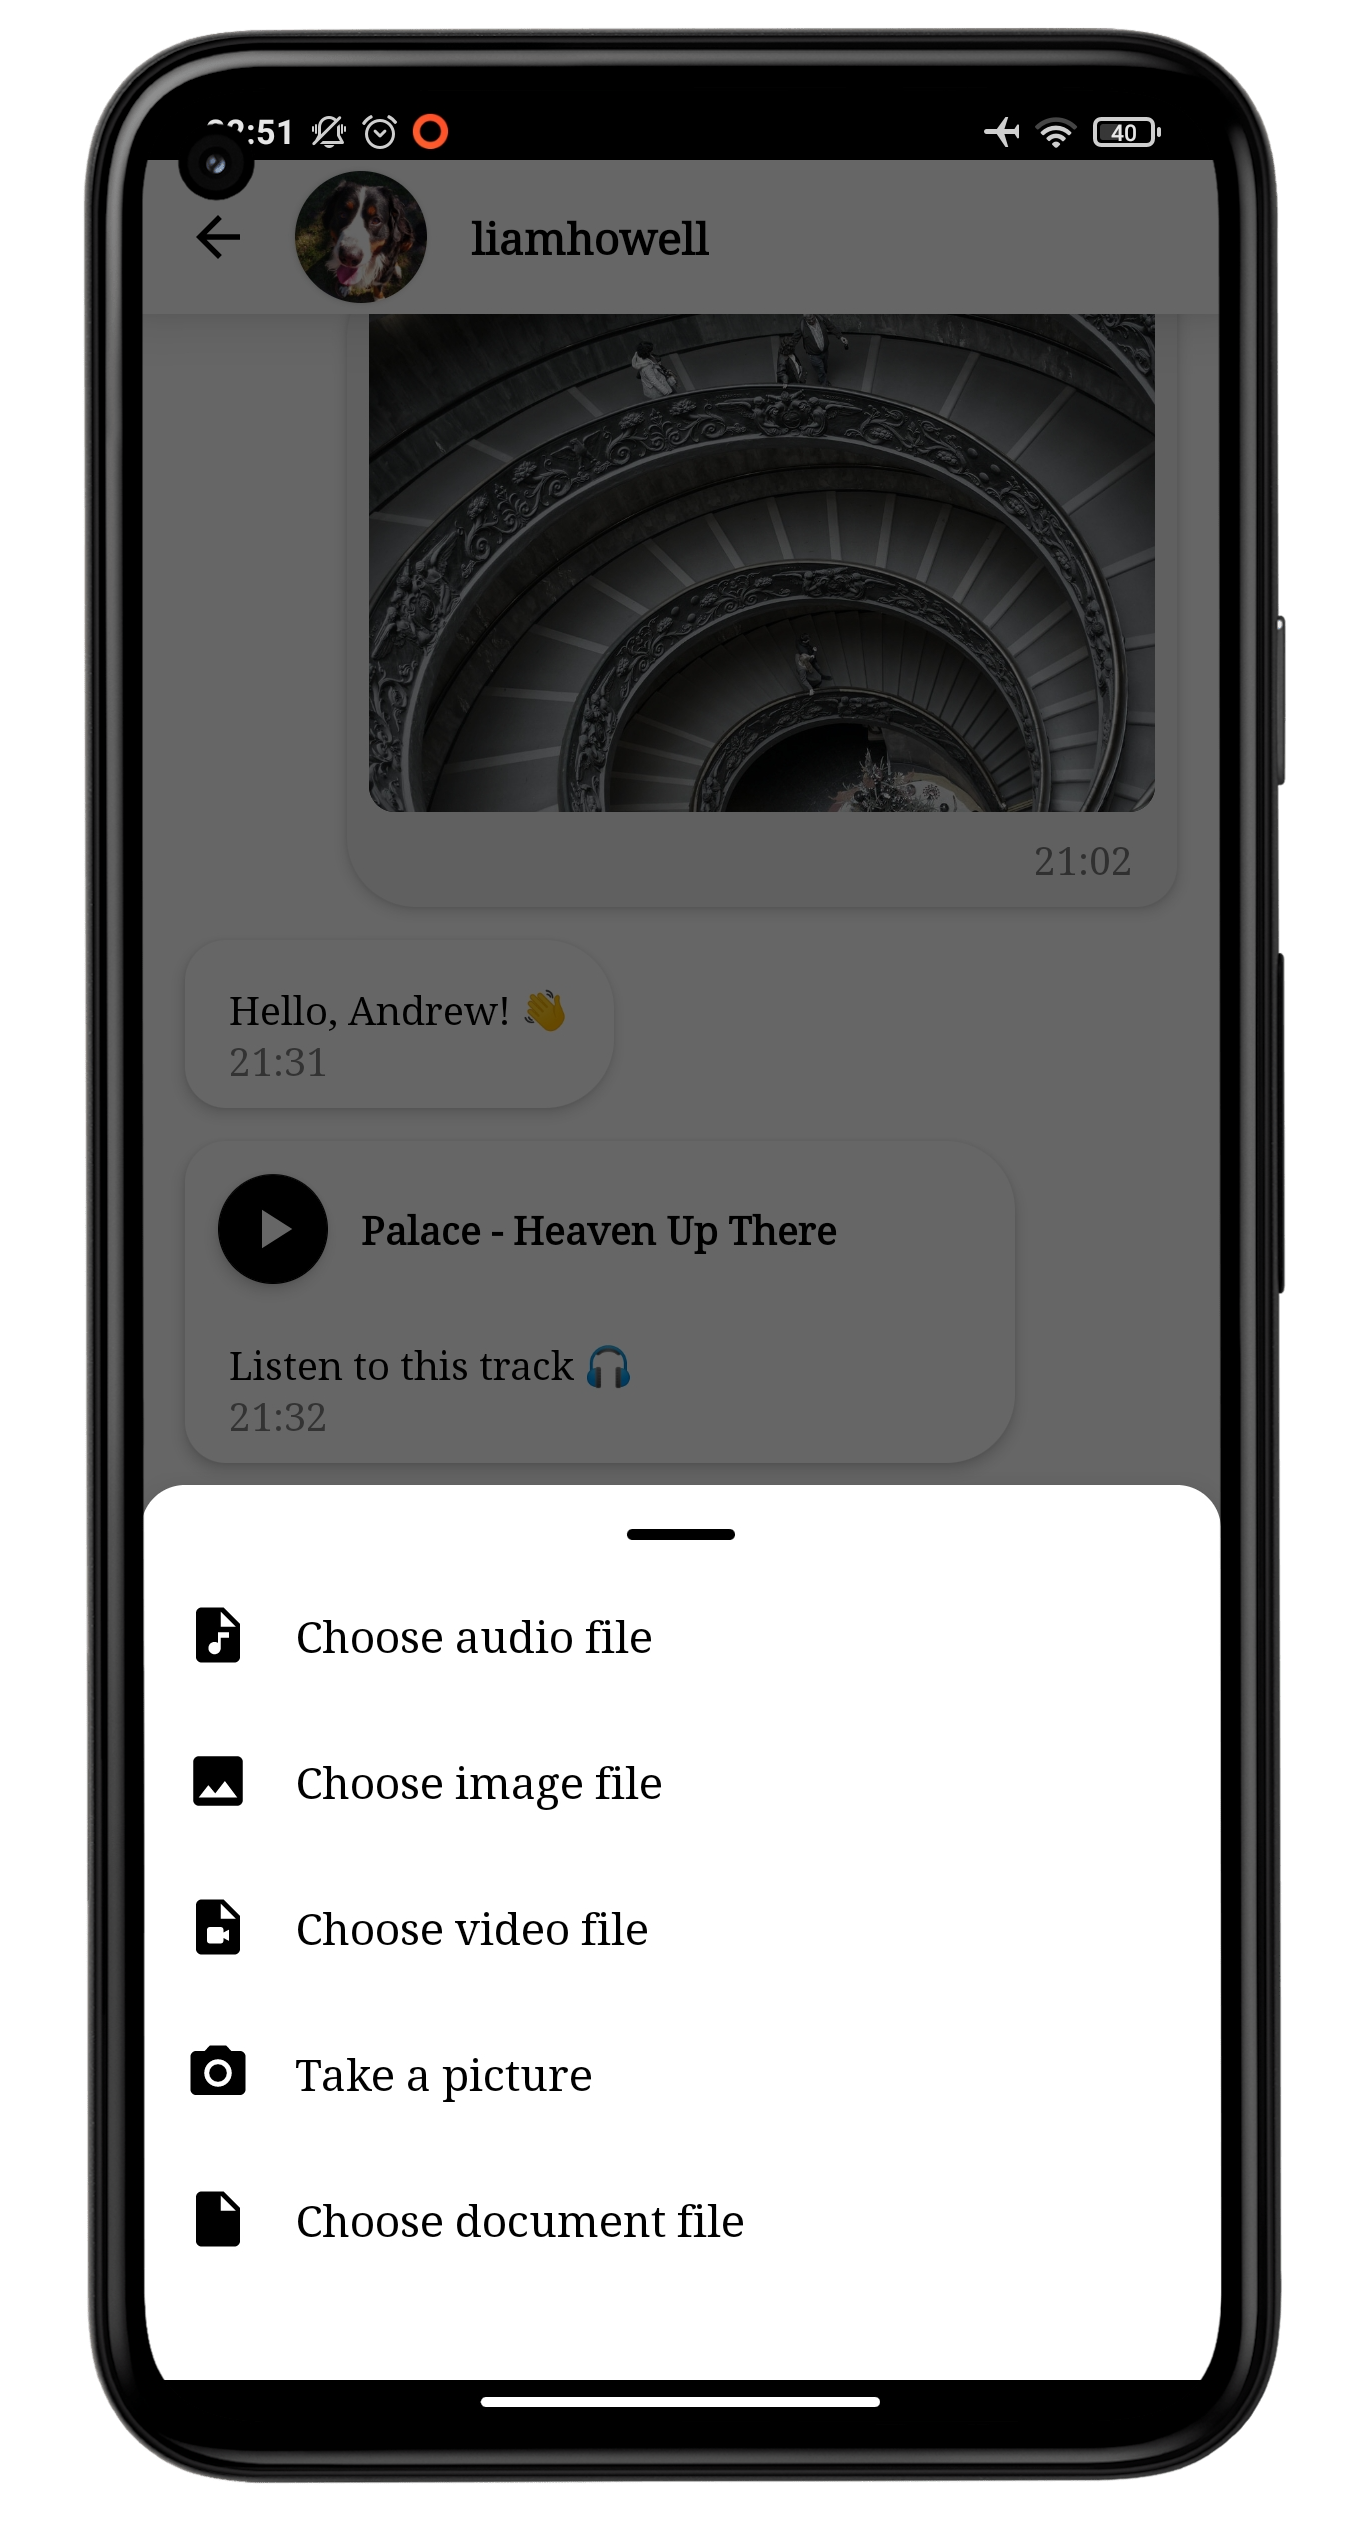 :51
40
liamhowell
21:02
Hello, Andrew! 👋
21:31
Palace - Heaven Up There
Listen to this track 🎧
21:32
Choose audio file
Choose image file
Choose video file
Take a picture
Choose document file